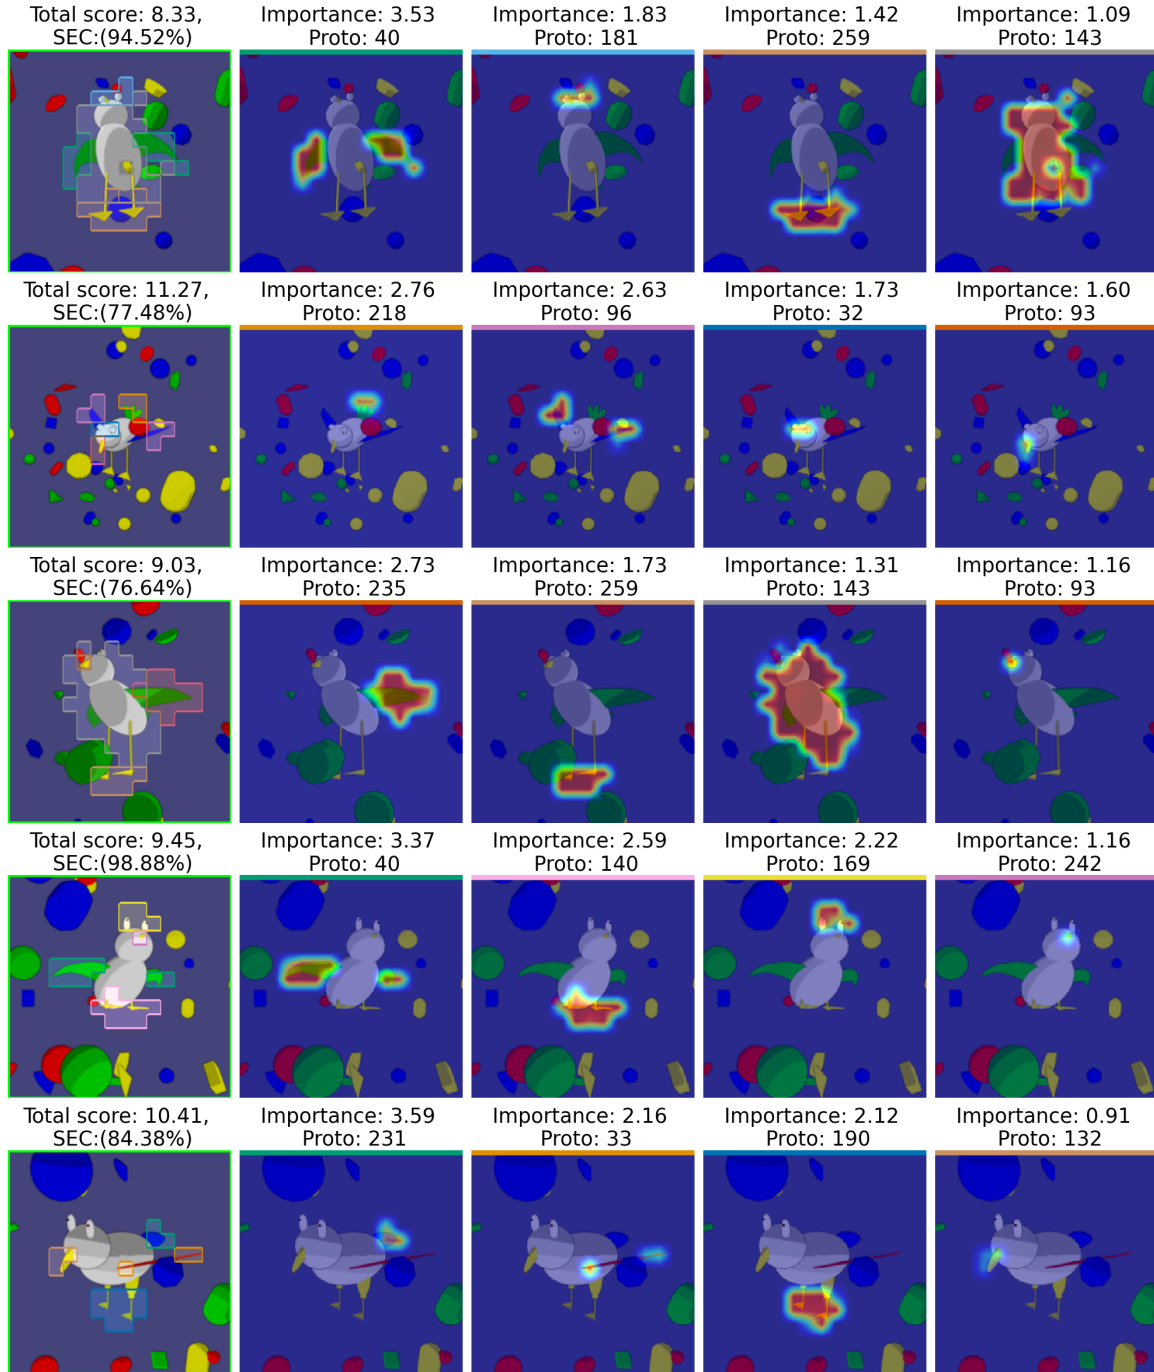 Total score: 8.33,
SEC:(94.52%)
Importance: 3.53
Proto: 40
Importance: 1.83
Proto: 181
Importance: 1.42
Proto: 259
Importance: 1.09
Proto: 143
Total score: 11.27,
SEC:(77.48%)
Importance: 2.76
Proto: 218
Importance: 2.63
Proto: 96
Importance: 1.73
Proto: 32
Importance: 1.60
Proto: 93
Total score: 9.03,
SEC:(76.64%)
Importance: 2.73
Proto: 235
Importance: 1.73
Proto: 259
Importance: 1.31
Proto: 143
Importance: 1.16
Proto: 93
Total score: 9.45,
SEC:(98.88%)
Importance: 3.37
Proto: 40
Importance: 2.59
Proto: 140
Importance: 2.22
Proto: 169
Importance: 1.16
Proto: 242
Total score: 10.41,
SEC:(84.38%)
Importance: 3.59
Proto: 231
Importance: 2.16
Proto: 33
Importance: 2.12
Proto: 190
Importance: 0.91
Proto: 132